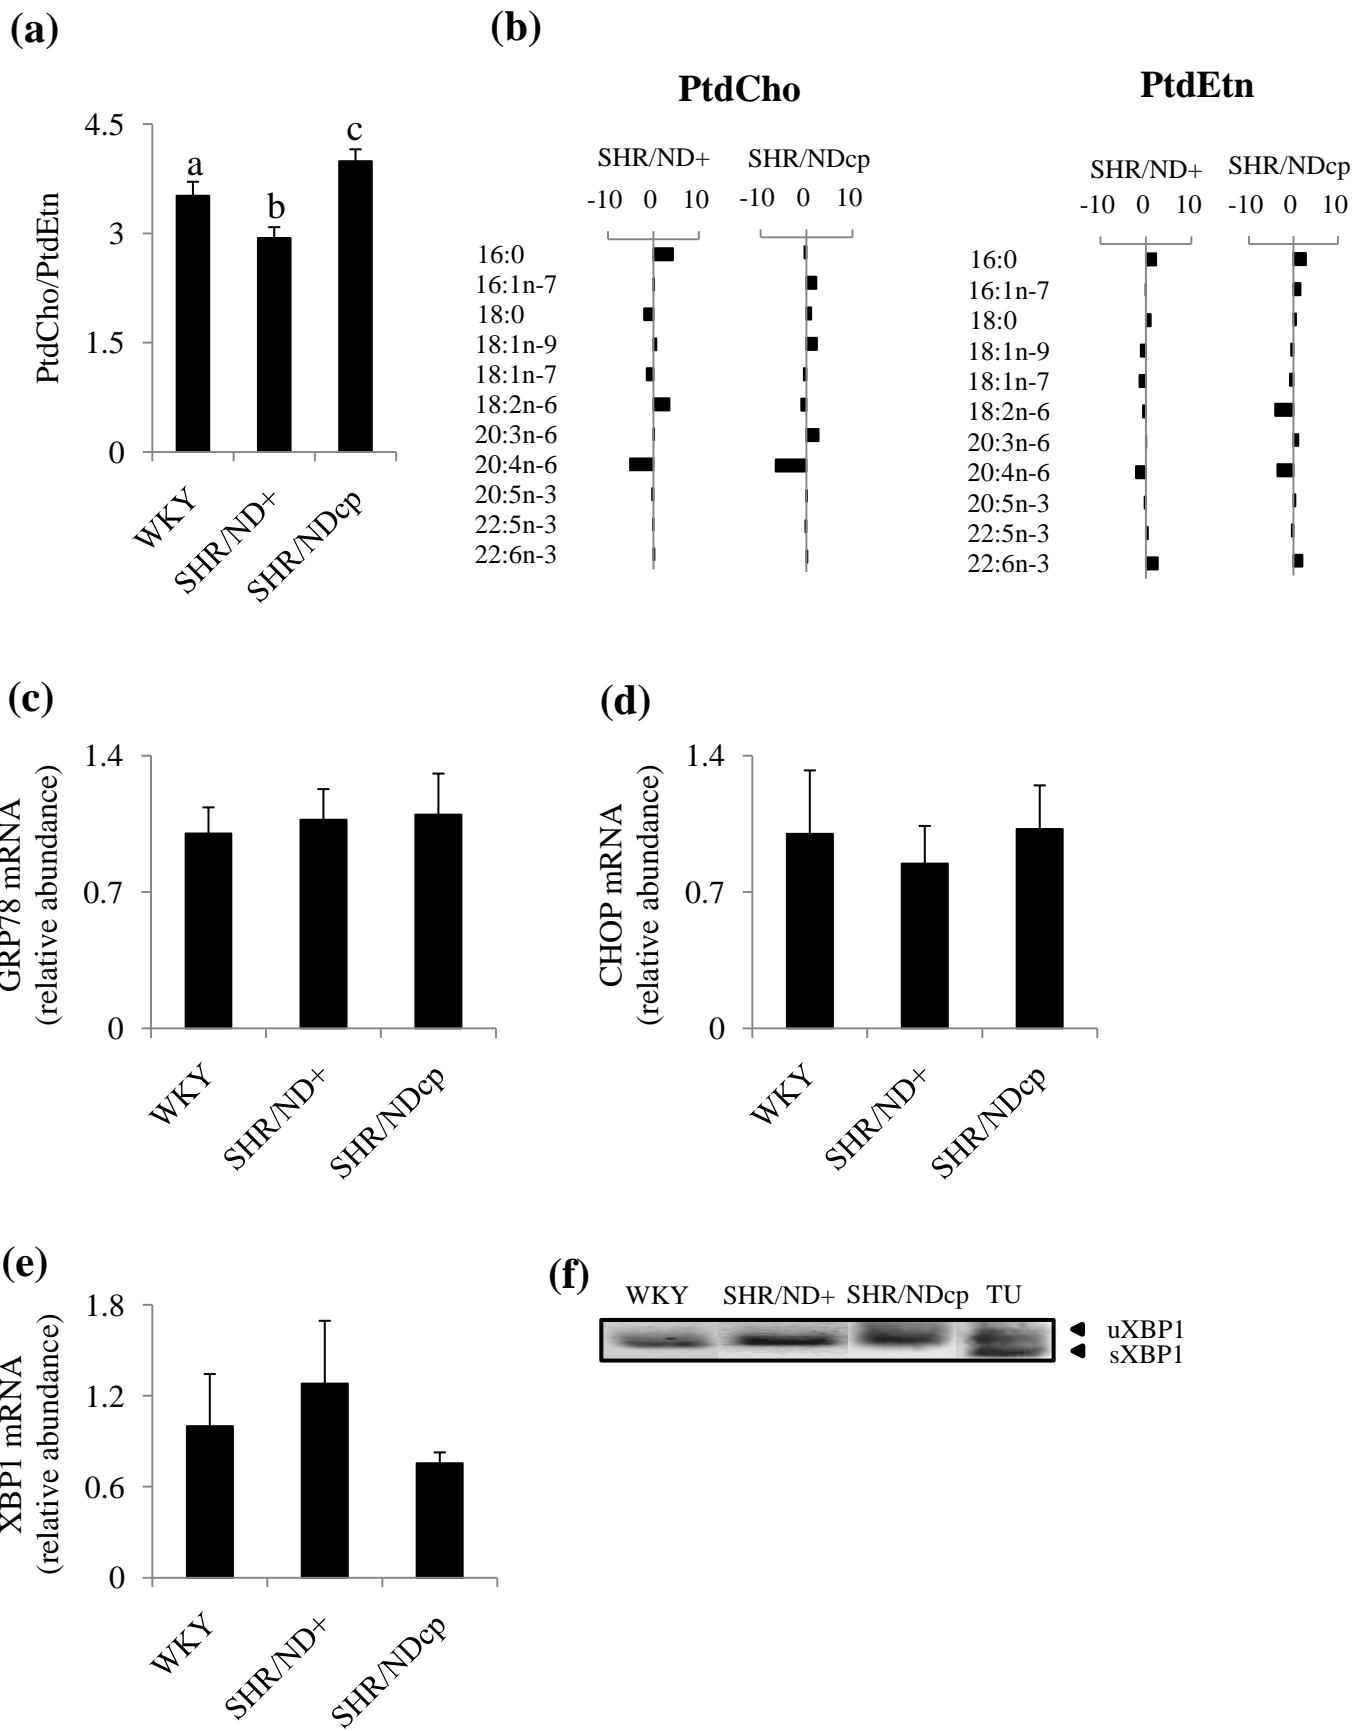 (a)
PtdCho/PtdEtn
4.5
3
1.5
0
a
b
c
WKY
SHR/ND+
SHR/NDcp
(b)
PtdCho
SHR/ND+ SHR/NDcp
-10 0 10 -10 0 10
16:0
16:1n-7
18:0
18:1n-9
18:1n-7
18:2n-6
20:3n-6
20:4n-6
20:5n-3
22:5n-3
22:6n-3
PtdEtn
SHR/ND+ SHR/NDcp
-10 0 10 -10 0 10
16:0
16:1n-7
18:0
18:1n-9
18:1n-7
18:2n-6
20:3n-6
20:4n-6
20:5n-3
22:5n-3
22:6n-3
(c)
GRP78 mRNA
(relative abundance)
1.4
0.7
0
WKY
SHR/ND+
SHR/NDcp
(d)
CHOP mRNA
(relative abundance)
1.4
0.7
0
WKY
SHR/ND+
SHR/NDcp
(e)
XBP1 mRNA
(relative abundance)
1.8
1.2
0.6
0
WKY
SHR/ND+
SHR/NDcp
(f)
WKY SHR/ND+ SHR/NDcp TU
uXBP1
sXBP1